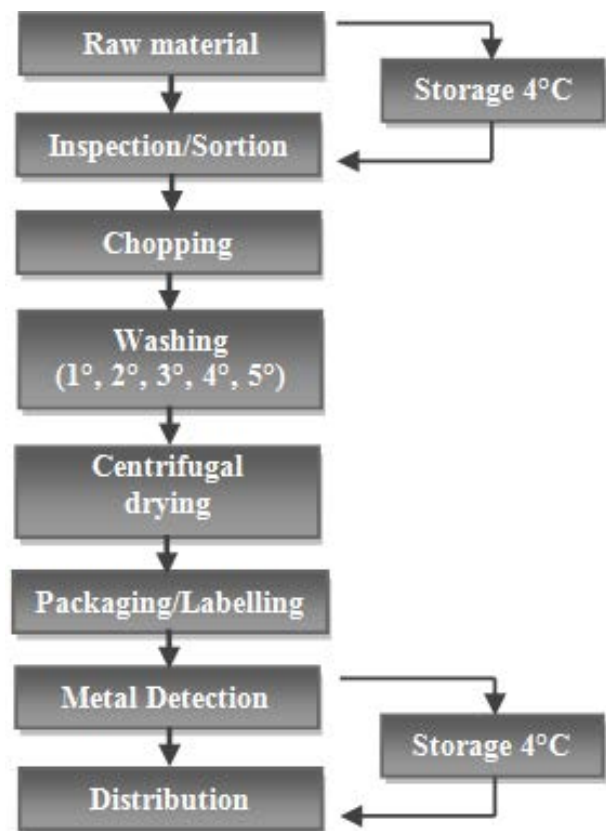 Raw material
Storage 4°C
Inspection/Sortion
Chopping
Washing
(1°, 2°, 3°, 4°, 5°)
Centrifugal
drying
Packaging/Labelling
Metal Detection
Storage 4°C
Distribution